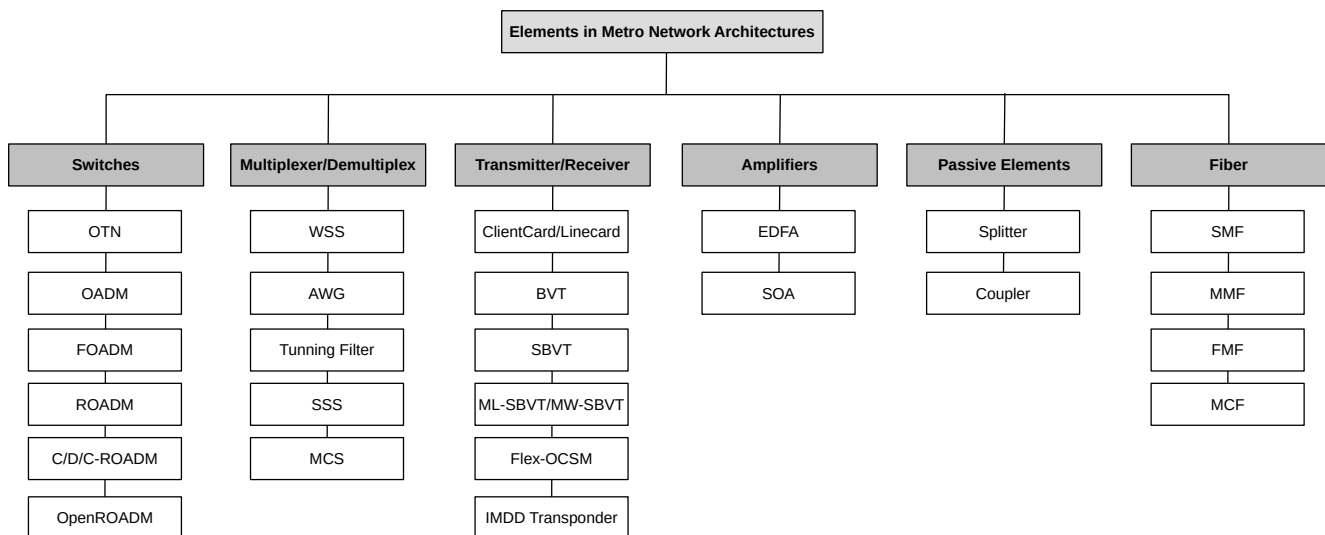 Elements in Metro Network Architectures
Switches
OTN
OADM
FOADM
ROADM
C/D/C-ROADM
OpenROADM
Multiplexer/Demultiplex
WSS
AWG
Tunning Filter
SSS
MCS
Transmitter/Receiver
ClientCard/Linecard
BVT
SBVT
ML-SBVT/MW-SBVT
Flex-OCSM
IMDD Transponder
Amplifiers
EDFA
SOA
Passive Elements
Splitter
Coupler
Fiber
SMF
MMF
FMF
MCF